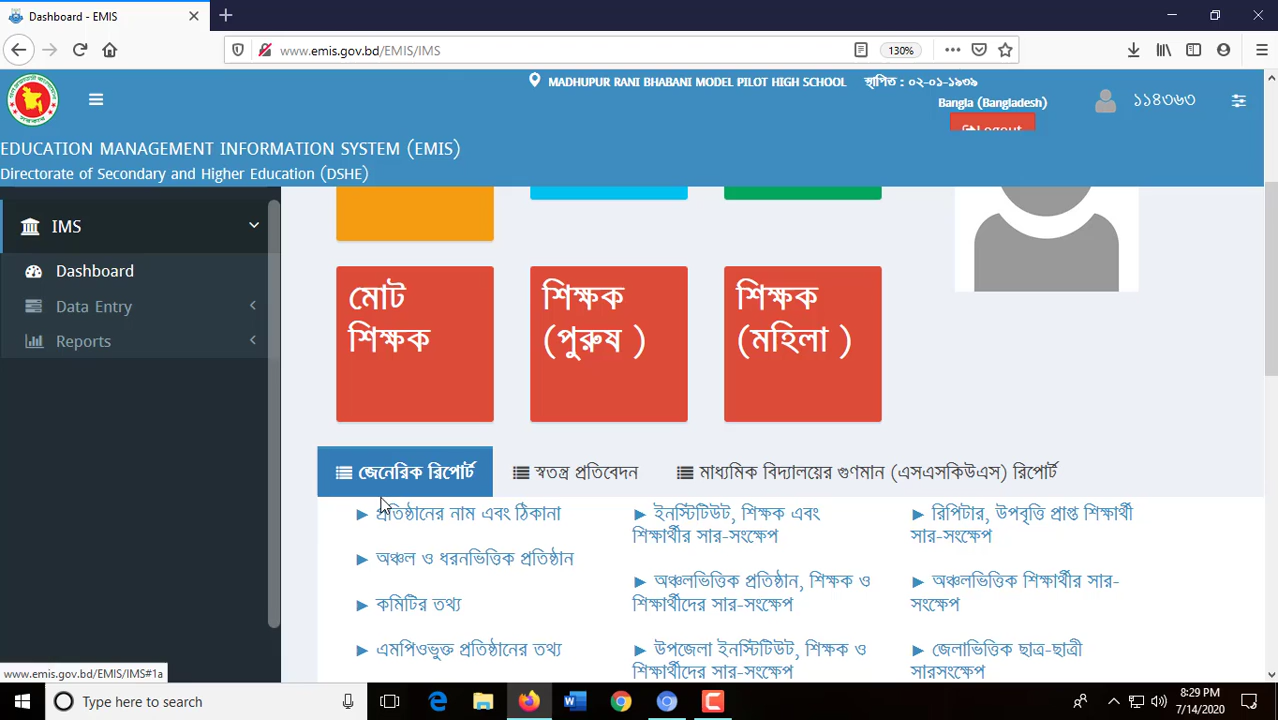 Dashboard - EMIS
www.emis.gov.bd/EMIS/IMS
130%
MADHUPUR RANI BHABANI MODEL PILOT HIGH SCHOOL
স্থাপিত : ০২-০১-১৯৩৯
Bangla (Bangladesh)
১১৪৩৬৩
Logout
EDUCATION MANAGEMENT INFORMATION SYSTEM (EMIS)
Directorate of Secondary and Higher Education (DSHE)
IMS
Dashboard
Data Entry
Reports
মোট
শিক্ষক
শিক্ষক
(পুরুষ )
শিক্ষক
(মহিলা )
জেনেরিক রিপোর্ট
স্বতন্ত্র প্রতিবেদন
মাধ্যমিক বিদ্যালয়ের গুণমান (এসএসকিউএস) রিপোর্ট
► প্রতিষ্ঠানের নাম এবং ঠিকানা
► অঞ্চল ও ধরনভিত্তিক প্রতিষ্ঠান
► কমিটির তথ্য
► এমপিওভুক্ত প্রতিষ্ঠানের তথ্য
► ইনস্টিটিউট, শিক্ষক এবং
শিক্ষার্থীর সার-সংক্ষেপ
► অঞ্চলভিত্তিক প্রতিষ্ঠান, শিক্ষক ও
শিক্ষার্থীদের সার-সংক্ষেপ
► উপজেলা ইনস্টিটিউট, শিক্ষক ও
শিক্ষার্থীদের সার-সংক্ষেপ
► রিপিটার, উপবৃত্তি প্রাপ্ত শিক্ষার্থী
সার-সংক্ষেপ
► অঞ্চলভিত্তিক শিক্ষার্থীর সার-
সংক্ষেপ
► জেলাভিত্তিক ছাত্র-ছাত্রী
সারসংক্ষেপ
www.emis.gov.bd/EMIS/IMS#1a
Type here to search
8:29 PM
7/14/2020